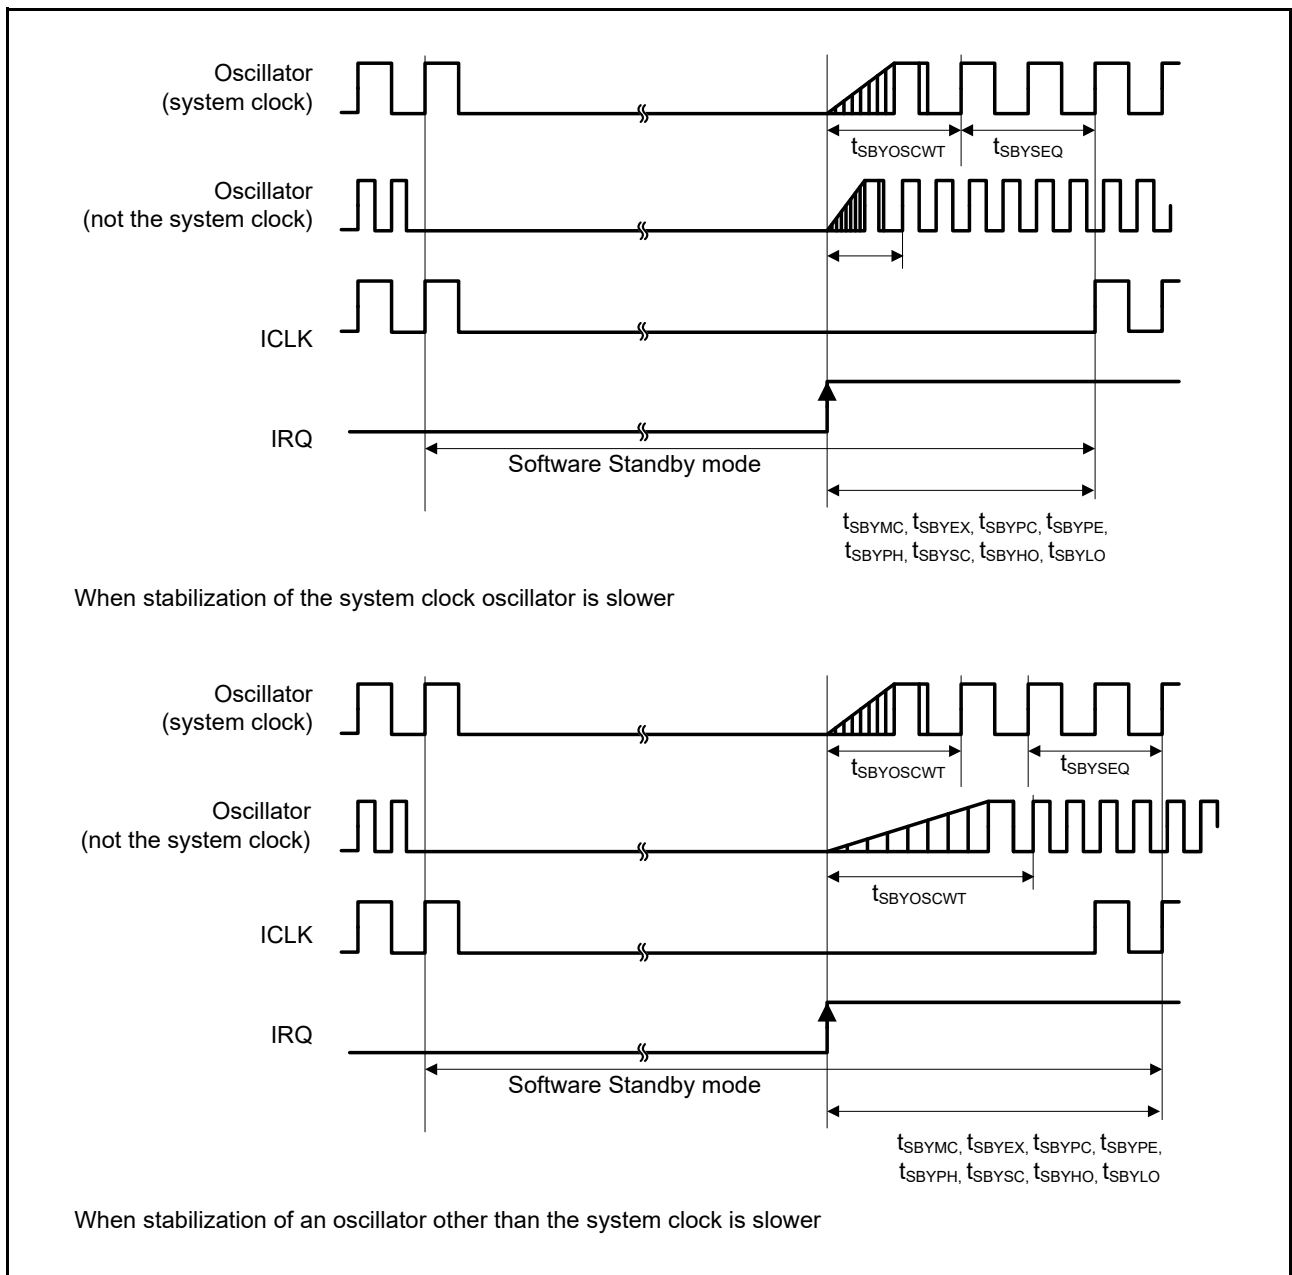 Oscillator
(system clock)
tSBYOSCWT
tSBYSEQ
Oscillator
(not the system clock)
ICLK
IRQ
Software Standby mode
tSBYMC, tSBYEX, tSBYPC, tSBYPE,
tSBYPH, tSBYSC, tSBYHO, tSBYLO
When stabilization of the system clock oscillator is slower
Oscillator
(system clock)
tSBYOSCWT
tSBYSEQ
Oscillator
(not the system clock)
tSBYOSCWT
ICLK
IRQ
Software Standby mode
tSBYMC, tSBYEX, tSBYPC, tSBYPE,
tSBYPH, tSBYSC, tSBYHO, tSBYLO
When stabilization of an oscillator other than the system clock is slower